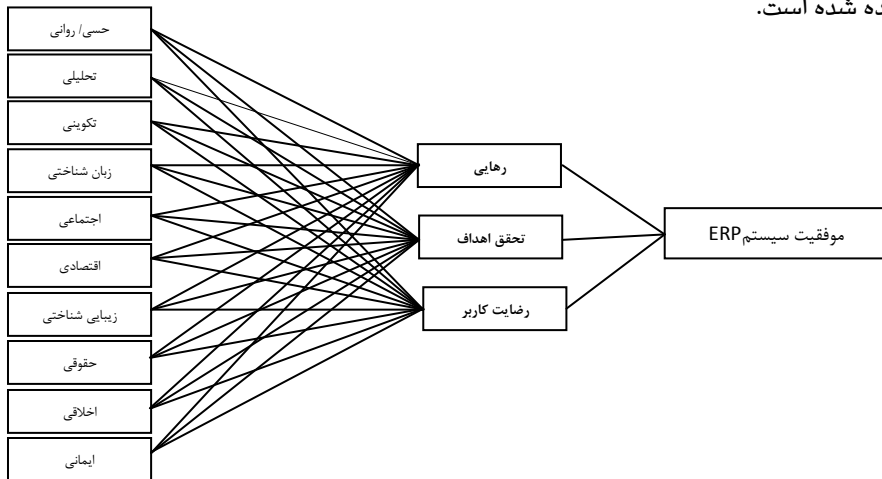 ده شده است.
حسی/ روانی
تحلیلی
تکوینی
زبان شناختی
اجتماعی
اقتصادی
زیبایی شناختی
حقوقی
اخلاقی
ایمانی
رهایی
تحقق اهداف
رضایت کاربر
موفقیت سیستمERP